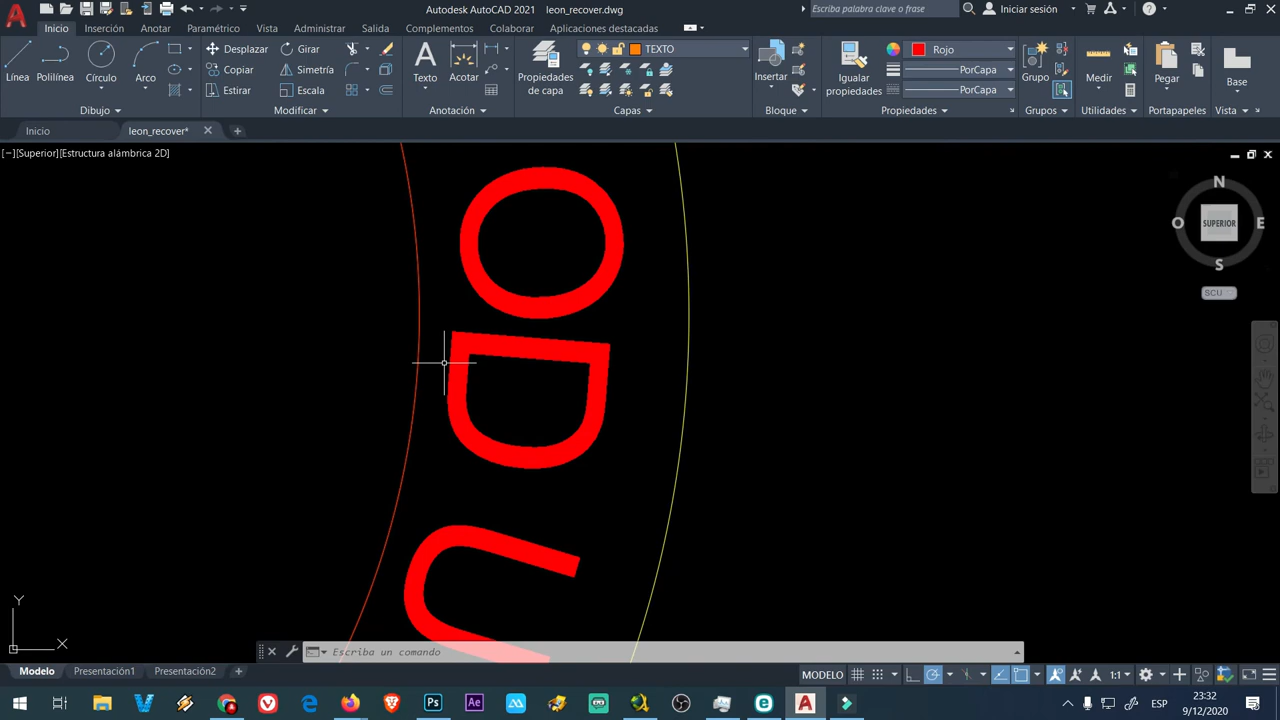 Autodesk AutoCAD 2021 leon_recover.dwg
Escriba palabra clave o frase
Iniciar sesión
Inicio Inserción Anotar Paramétrico Vista Administrar Salida Complementos Colaborar Aplicaciones destacadas
Línea Polilínea Círculo Arco
Desplazar Girar
Copiar Simetría
Estirar Escala
Texto Acotar
Propiedades de capa
TEXTO
Insertar
Igualar propiedades
Rojo
PorCapa
PorCapa
Grupo
Medir
Pegar
Base
Dibujo Modificar Anotación Capas Bloque Propiedades Grupos Utilidades Portapapeles Vista
Inicio leon_recover*
[−][Superior][Estructura alámbrica 2D]
N
O SUPERIOR E
S
SCU
O
D
U
Y
X
Escriba un comando
Modelo Presentación1 Presentación2
MODELO 1:1
Ps Ae
ESP
23:32
9/12/2020